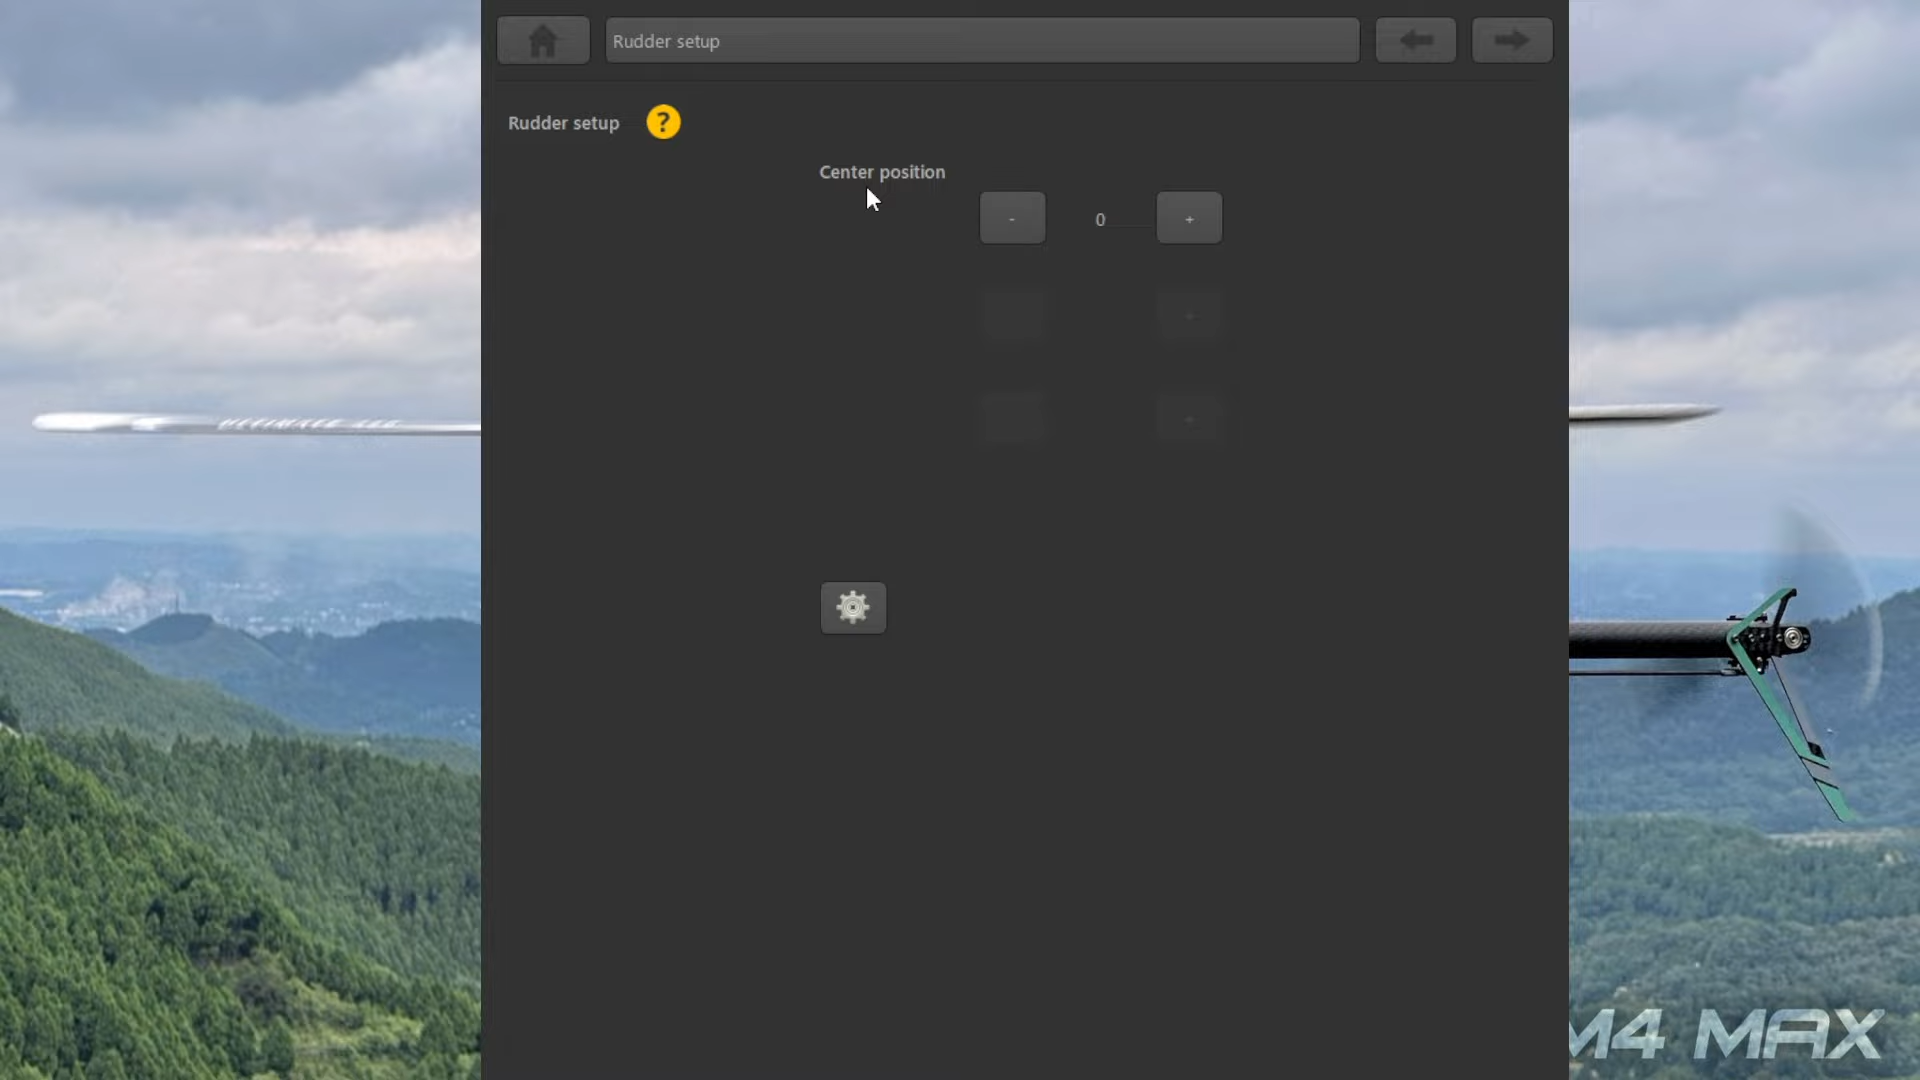 Rudder setup
Rudder setup ?
Center position
- 0 +
+
+
M4 MAX